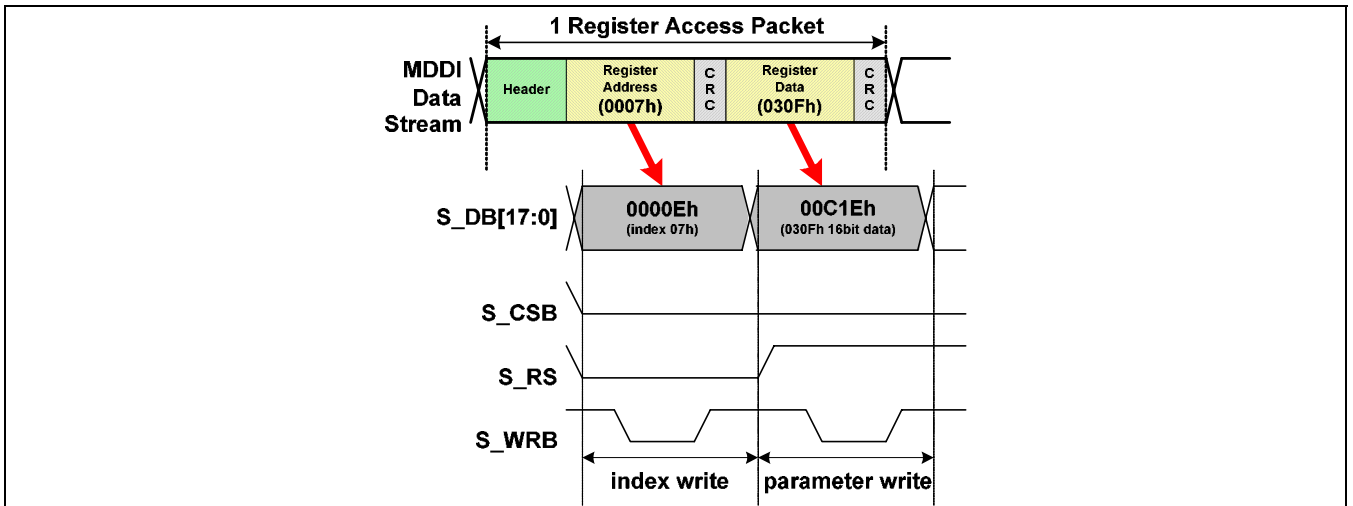 1 Register Access Packet
MDDI
Data
Stream
Header
Register
Address
(0007h)
C
R
C
Register
Data
(030Fh)
C
R
C
S_DB[17:0]
0000Eh
(index 07h)
00C1Eh
(030Fh 16bit data)
S_CSB
S_RS
S_WRB
index write
parameter write